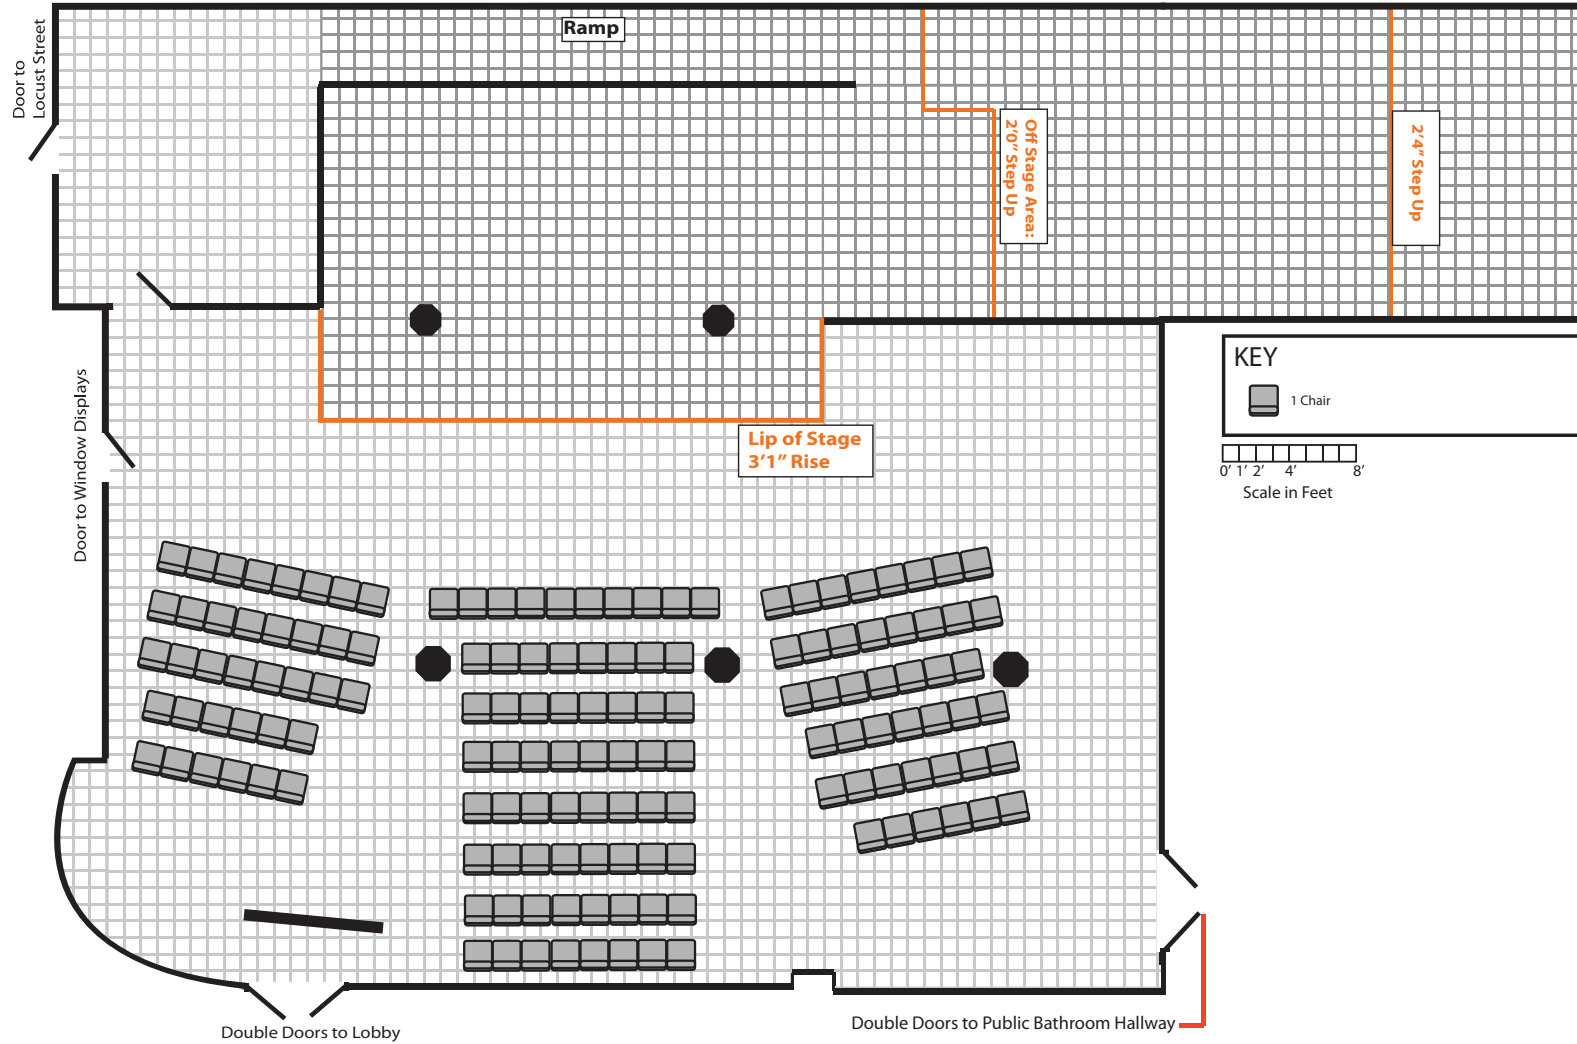 Ramp
Door to
Locust Street
Off Stage Area:
2’0” Step Up
2’4” Step Up
KEY
1 Chair
0’ 1’ 2’ 4’ 8’
Scale in Feet
Door to Window Displays
Lip of Stage
3’1” Rise
Double Doors to Lobby
Double Doors to Public Bathroom Hallway